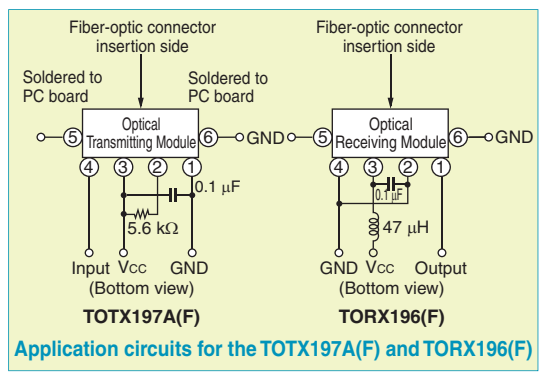 Fiber-optic connector
insertion side
Soldered to
PC board
Soldered to
PC board
Optical
Transmitting Module
5
6
GND
4
3
2
1
0.1 μF
5.6 kΩ
Input
Vcc
GND
(Bottom view)
TOTX197A(F)
Fiber-optic connector
insertion side
Optical
Receiving Module
5
6
GND
4
3
2
1
0.1 μF
47 μH
GND
Vcc
Output
(Bottom view)
TORX196(F)
Application circuits for the TOTX197A(F) and TORX196(F)